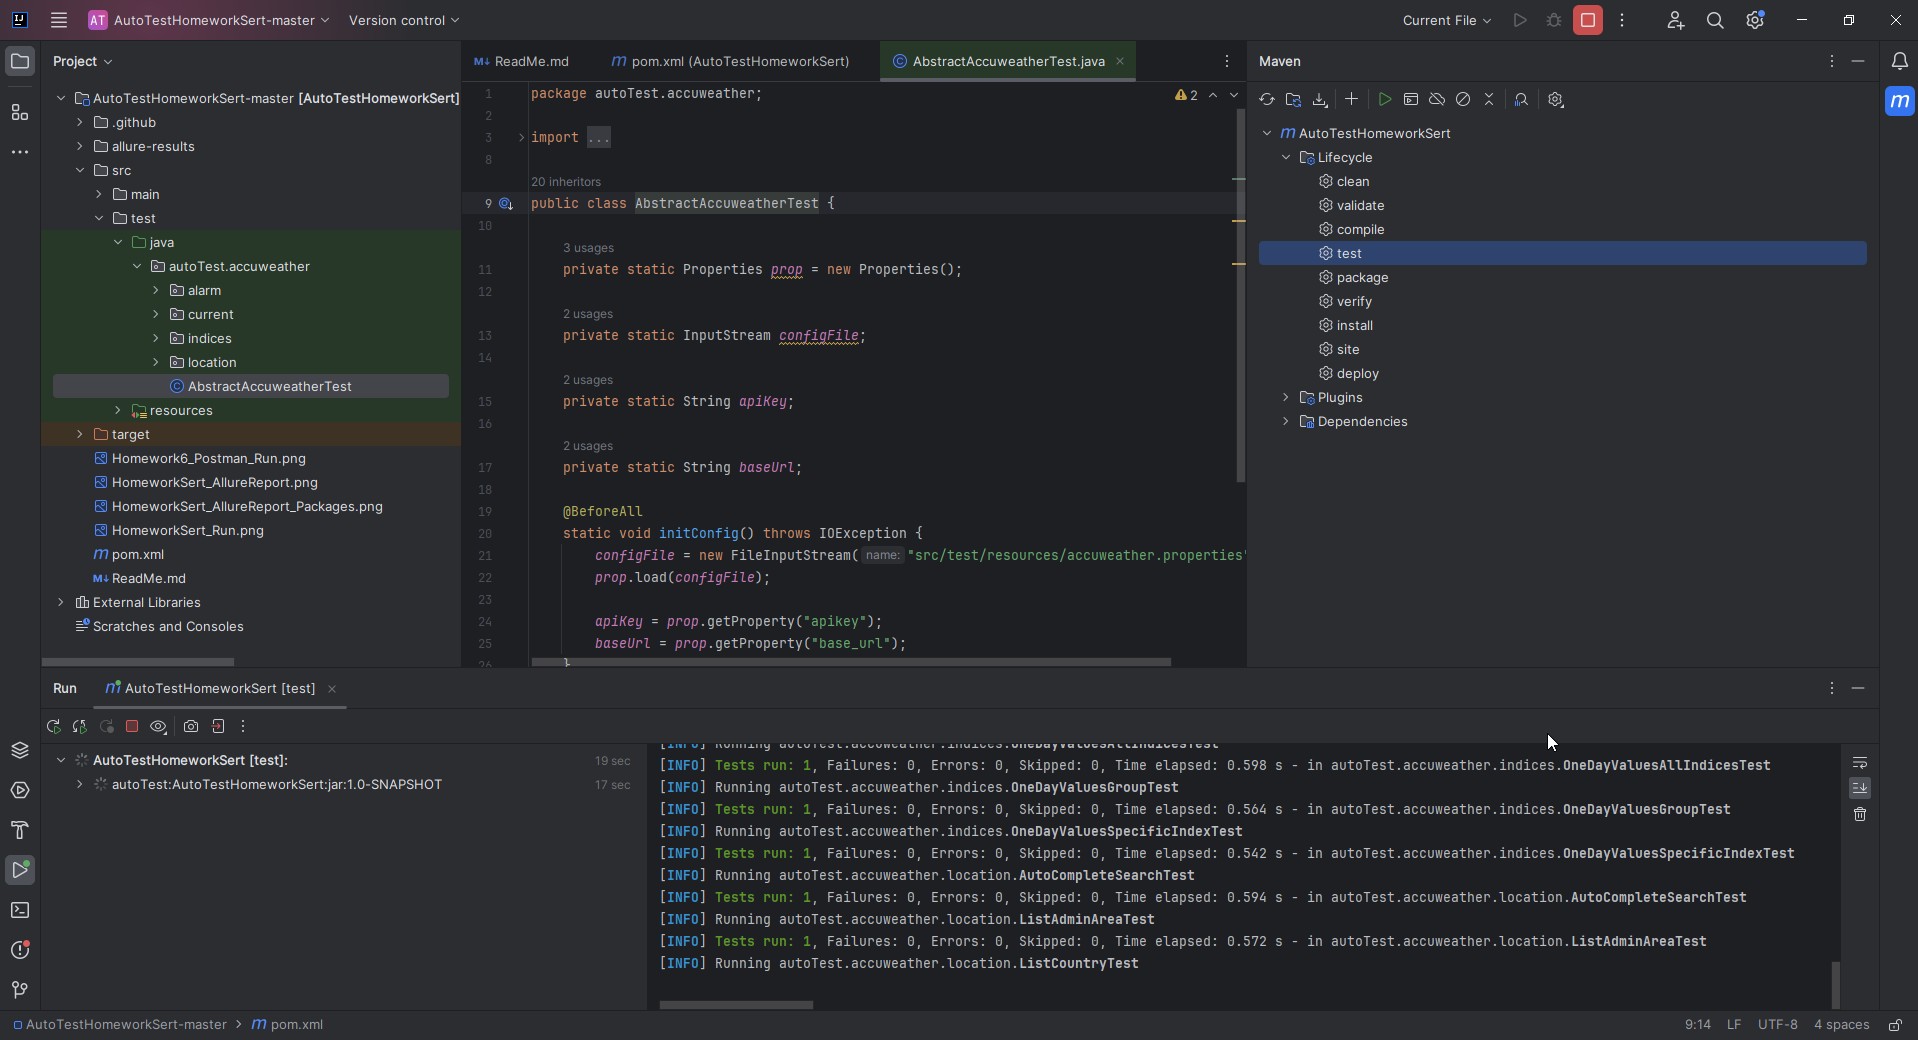 AT AutoTestHomeworkSert-master Version control Current File
Project
AutoTestHomeworkSert-master [AutoTestHomeworkSert]
.github
allure-results
src
main
test
java
autoTest.accuweather
alarm
current
indices
location
AbstractAccuweatherTest
resources
target
Homework6_Postman_Run.png
HomeworkSert_AllureReport.png
HomeworkSert_AllureReport_Packages.png
HomeworkSert_Run.png
pom.xml
ReadMe.md
External Libraries
Scratches and Consoles
ReadMe.md pom.xml (AutoTestHomeworkSert) AbstractAccuweatherTest.java
2
1 package autoTest.accuweather;
2
3 import ...
8
20 inheritors
9 public class AbstractAccuweatherTest {
10
3 usages
11 private static Properties prop = new Properties();
12
2 usages
13 private static InputStream configFile;
14
2 usages
15 private static String apiKey;
16
2 usages
17 private static String baseUrl;
18
19 @BeforeAll
20 static void initConfig() throws IOException {
21 configFile = new FileInputStream( name: "src/test/resources/accuweather.properties"
22 prop.load(configFile);
23
24 apiKey = prop.getProperty("apikey");
25 baseUrl = prop.getProperty("base_url");
26 }
Maven
AutoTestHomeworkSert
Lifecycle
clean
validate
compile
test
package
verify
install
site
deploy
Plugins
Dependencies
Run AutoTestHomeworkSert [test]
AutoTestHomeworkSert [test]: 19 sec
autoTest:AutoTestHomeworkSert:jar:1.0-SNAPSHOT 17 sec
[INFO] Running autoTest.accuweather.indices.OneDayValuesAllIndicesTest
[INFO] Tests run: 1, Failures: 0, Errors: 0, Skipped: 0, Time elapsed: 0.598 s - in autoTest.accuweather.indices.OneDayValuesAllIndicesTest
[INFO] Running autoTest.accuweather.indices.OneDayValuesGroupTest
[INFO] Tests run: 1, Failures: 0, Errors: 0, Skipped: 0, Time elapsed: 0.564 s - in autoTest.accuweather.indices.OneDayValuesGroupTest
[INFO] Running autoTest.accuweather.indices.OneDayValuesSpecificIndexTest
[INFO] Tests run: 1, Failures: 0, Errors: 0, Skipped: 0, Time elapsed: 0.542 s - in autoTest.accuweather.indices.OneDayValuesSpecificIndexTest
[INFO] Running autoTest.accuweather.location.AutoCompleteSearchTest
[INFO] Tests run: 1, Failures: 0, Errors: 0, Skipped: 0, Time elapsed: 0.594 s - in autoTest.accuweather.location.AutoCompleteSearchTest
[INFO] Running autoTest.accuweather.location.ListAdminAreaTest
[INFO] Tests run: 1, Failures: 0, Errors: 0, Skipped: 0, Time elapsed: 0.572 s - in autoTest.accuweather.location.ListAdminAreaTest
[INFO] Running autoTest.accuweather.location.ListCountryTest
AutoTestHomeworkSert-master pom.xml 9:14 LF UTF-8 4 spaces